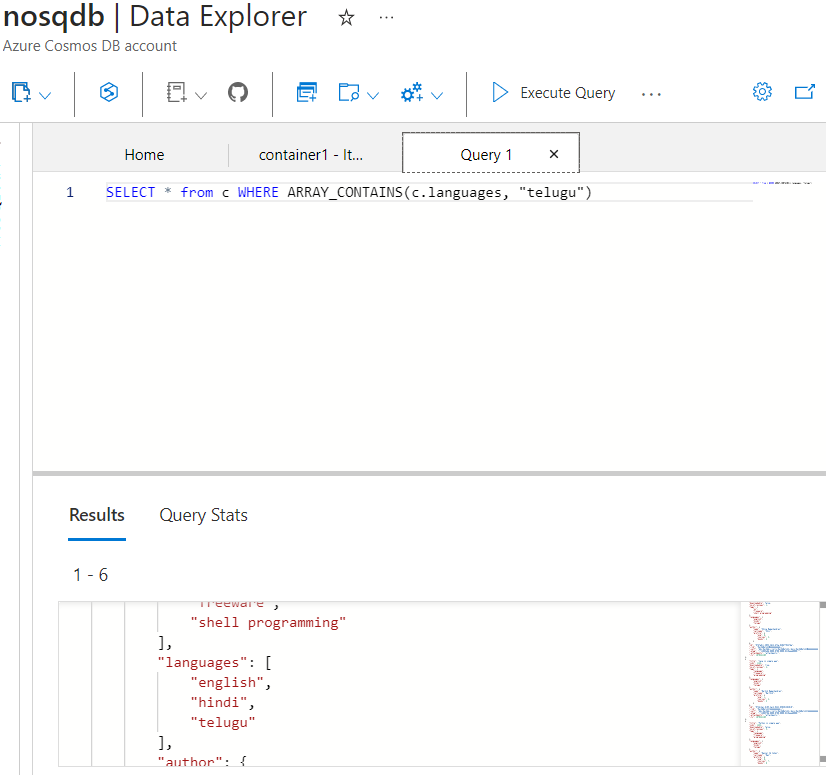 nosqdb | Data Explorer
Azure Cosmos DB account
Execute Query
Home
container1 - It...
Query 1
1 SELECT * from c WHERE ARRAY_CONTAINS(c.languages, "telugu")
Results
Query Stats
1 - 6
"freeware",
"shell programming"
],
"languages": [
"english",
"hindi",
"telugu"
],
"author": {